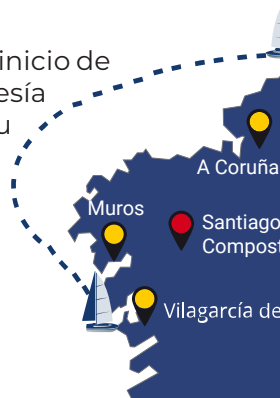 inicio de
esía
u
A Coruña
Muros
Santiago
Compost
Vilagarcía de